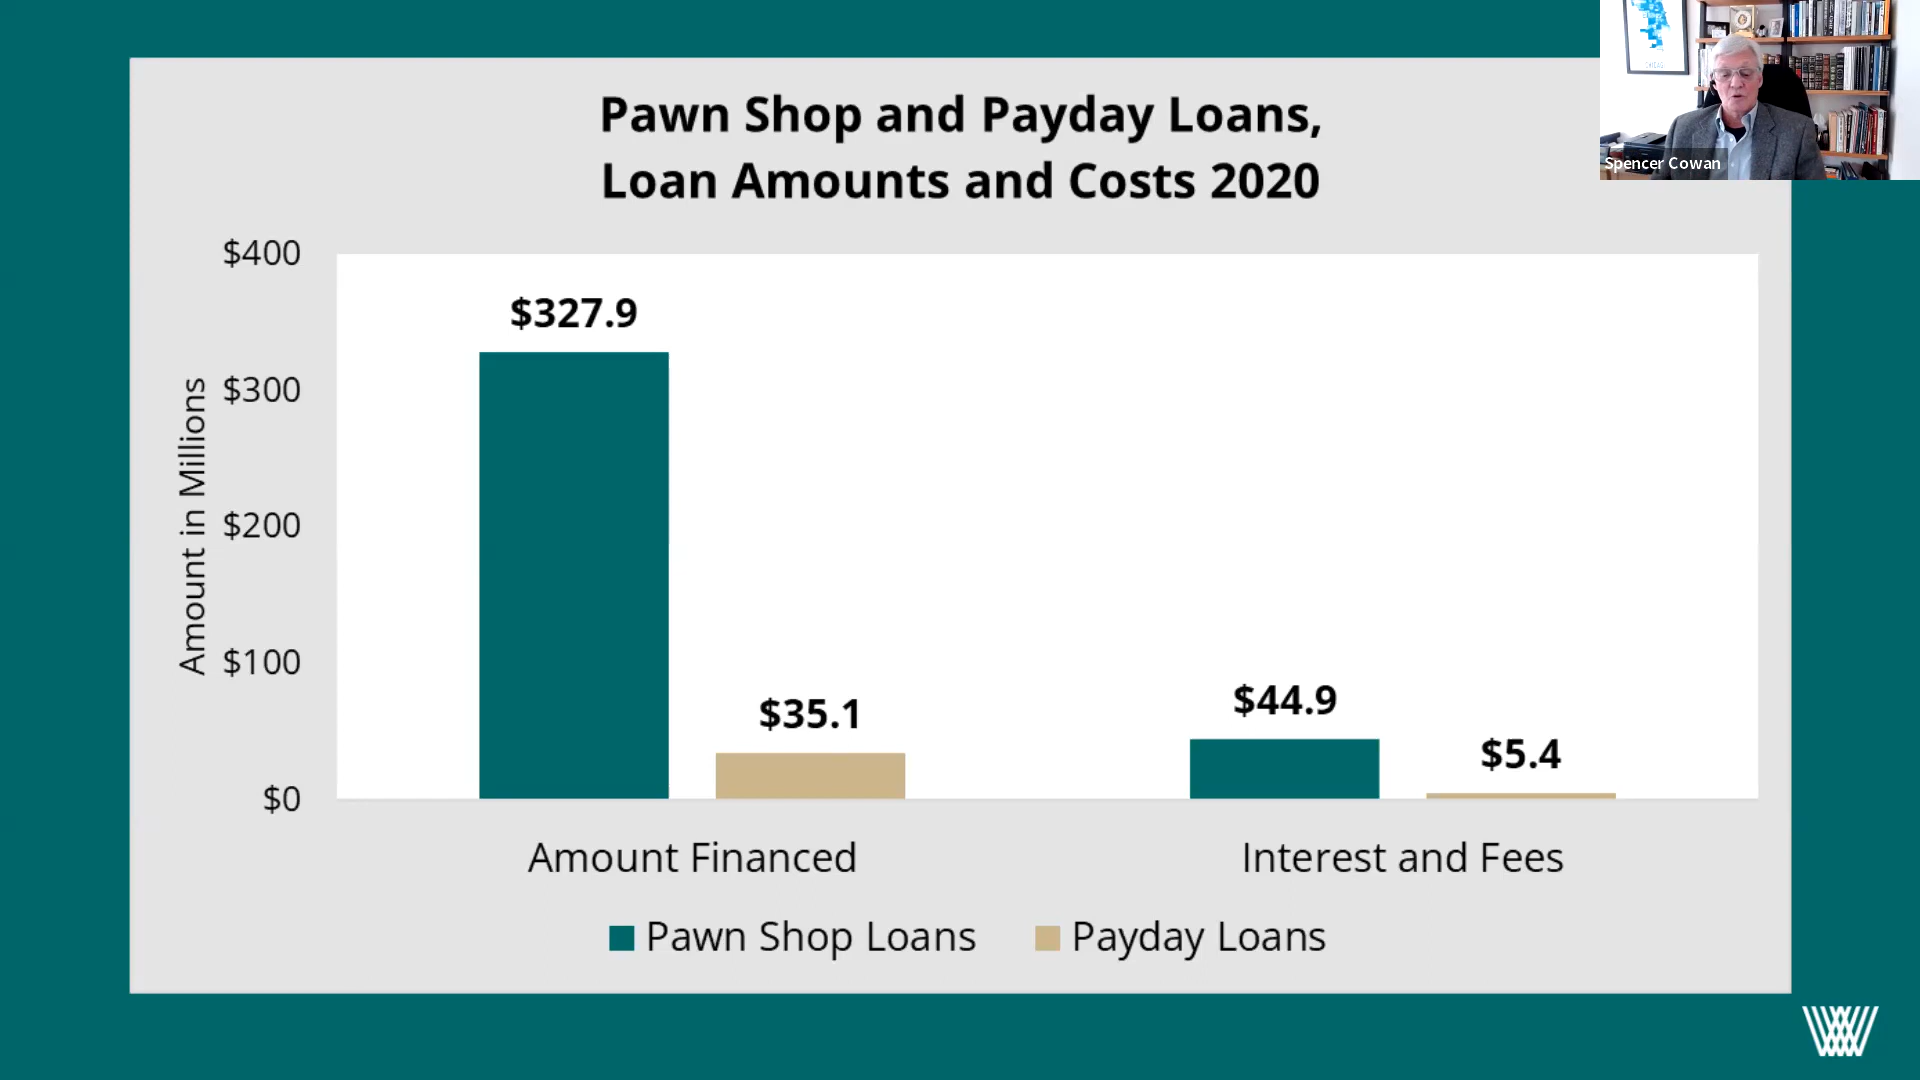 Pawn Shop and Payday Loans,
Loan Amounts and Costs 2020
Spencer Cowan
Amount in Millions
$400
$300
$200
$100
$0
$327.9
$35.1
$44.9
$5.4
Amount Financed
Interest and Fees
Pawn Shop Loans
Payday Loans